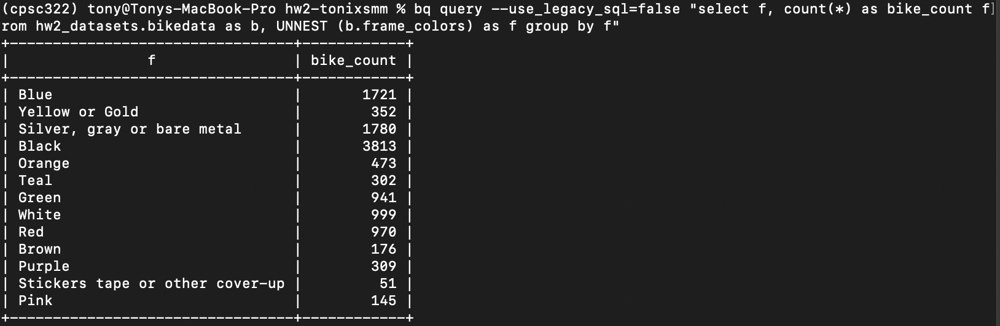 (cpsc322) tony@Tonys-MacBook-Pro hw2-tonixsmm % bq query --use_legacy_sql=false "select f, count(*) as bike_count f]
rom hw2_datasets.bikedata as b, UNNEST (b.frame_colors) as f group by f"
+---------------------------------+------------+
|                f                | bike_count |
+---------------------------------+------------+
| Blue                            |       1721 |
| Yellow or Gold                  |        352 |
| Silver, gray or bare metal      |       1780 |
| Black                           |       3813 |
| Orange                          |        473 |
| Teal                            |        302 |
| Green                           |        941 |
| White                           |        999 |
| Red                             |        970 |
| Brown                           |        176 |
| Purple                          |        309 |
| Stickers tape or other cover-up |         51 |
| Pink                            |        145 |
+---------------------------------+------------+